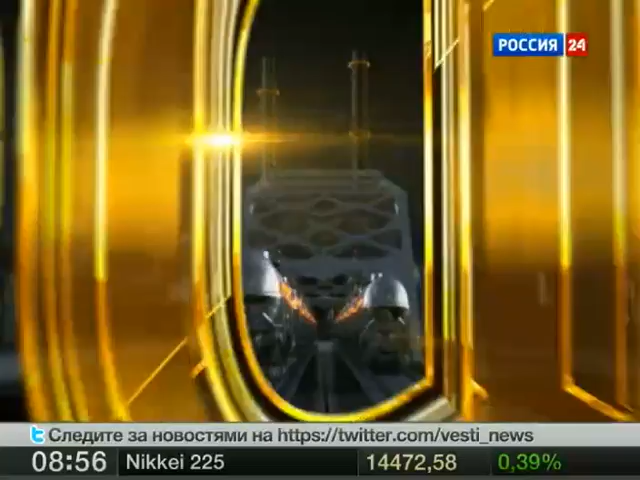 РОССИЯ 24
Следите за новостями на https://twitter.com/vesti_news
08:56 Nikkei 225 14472,58 0,39%